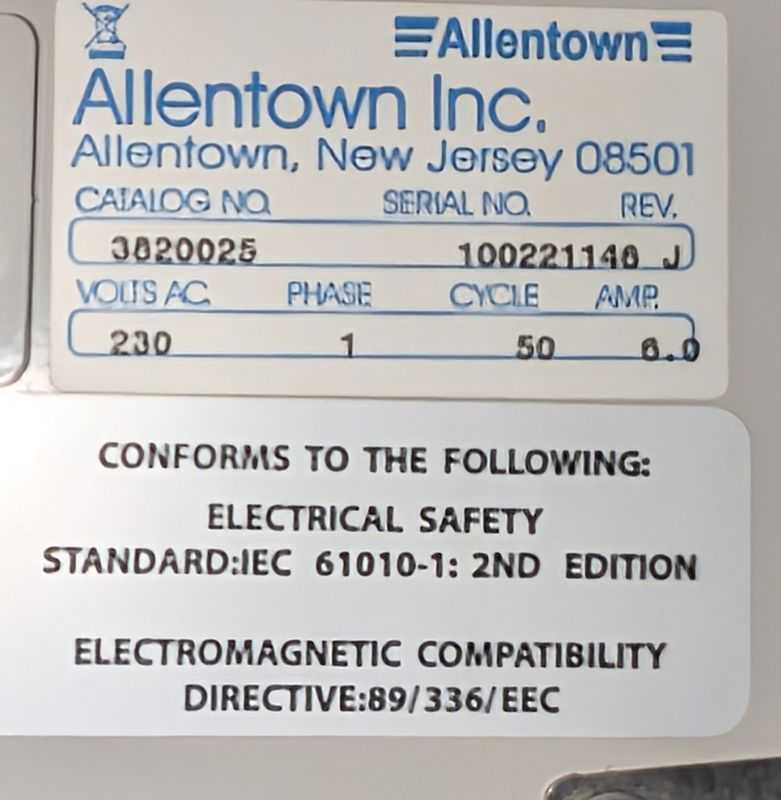 Allentown
Allentown Inc.
Allentown, New Jersey 08501
CATALOG NO. SERIAL NO. REV.
3820025 100221148 J
VOLTS AC. PHASE CYCLE AMP.
230 1 50 6.0
CONFORMS TO THE FOLLOWING:
ELECTRICAL SAFETY
STANDARD:IEC 61010-1: 2ND EDITION
ELECTROMAGNETIC COMPATIBILITY
DIRECTIVE:89/336/EEC